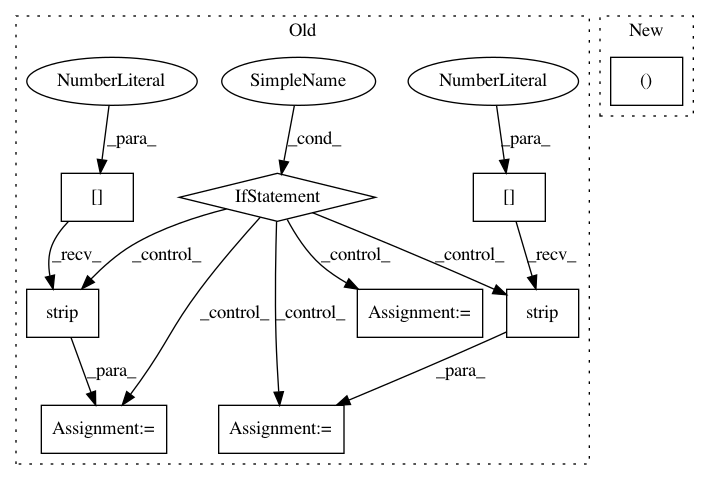 Old
New
NumberLiteral
SimpleName
NumberLiteral
()
_para_
_cond_
_para_
[]
IfStatement
[]
_recv_
_control_
_control_
_control_
_recv_
_control_
_control_
strip
Assignment:=
strip
_para_
_para_
Assignment:=
Assignment:=